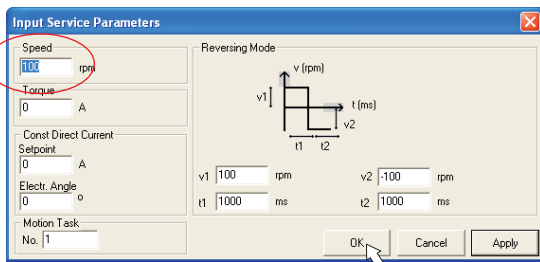 Input Service Parameters
Speed
100 rpm
Torque
0 A
Const Direct Current
Setpoint
0 A
Electr. Angle
0 °
Motion Task
No. 1
Reversing Mode
v (rpm)
v1
t (ms)
v2
t1 t2
v1 100 rpm v2 -100 rpm
t1 1000 ms t2 1000 ms
OK Cancel Apply